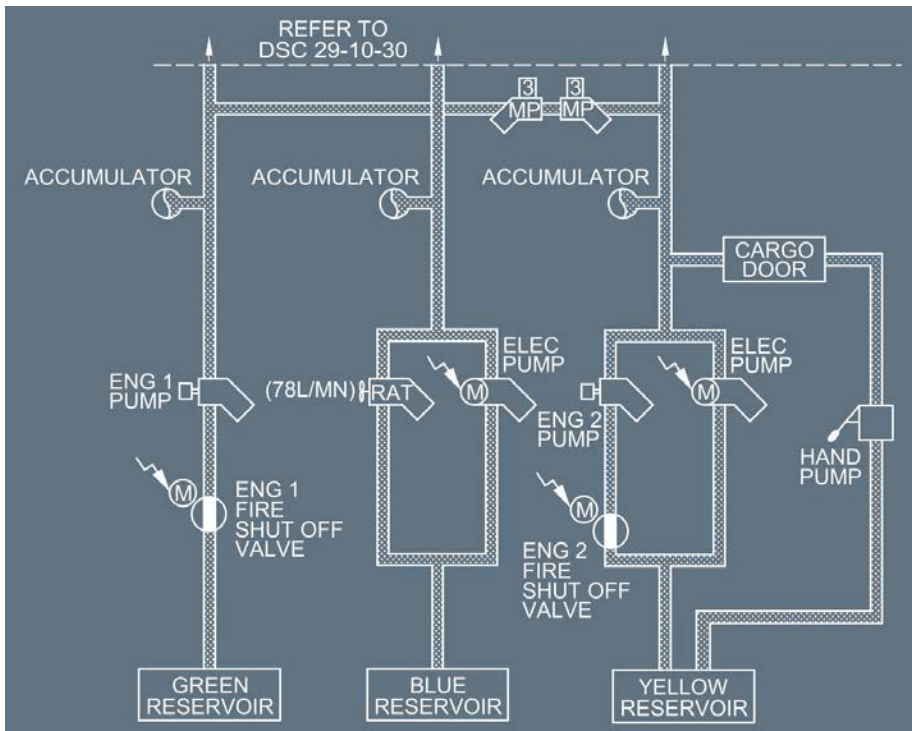 REFER TO
DSC 29-10-30
3
3
MP
MP
ACCUMULATOR
ACCUMULATOR
ACCUMULATOR
CARGO
DOOR
ENG 1
PUMP
(78L/MN)
RAT
ELEC
PUMP
M
ENG 2
PUMP
ELEC
PUMP
M
HAND
PUMP
M
ENG 1
FIRE
SHUT OFF
VALVE
M
ENG 2
FIRE
SHUT OFF
VALVE
GREEN
RESERVOIR
BLUE
RESERVOIR
YELLOW
RESERVOIR